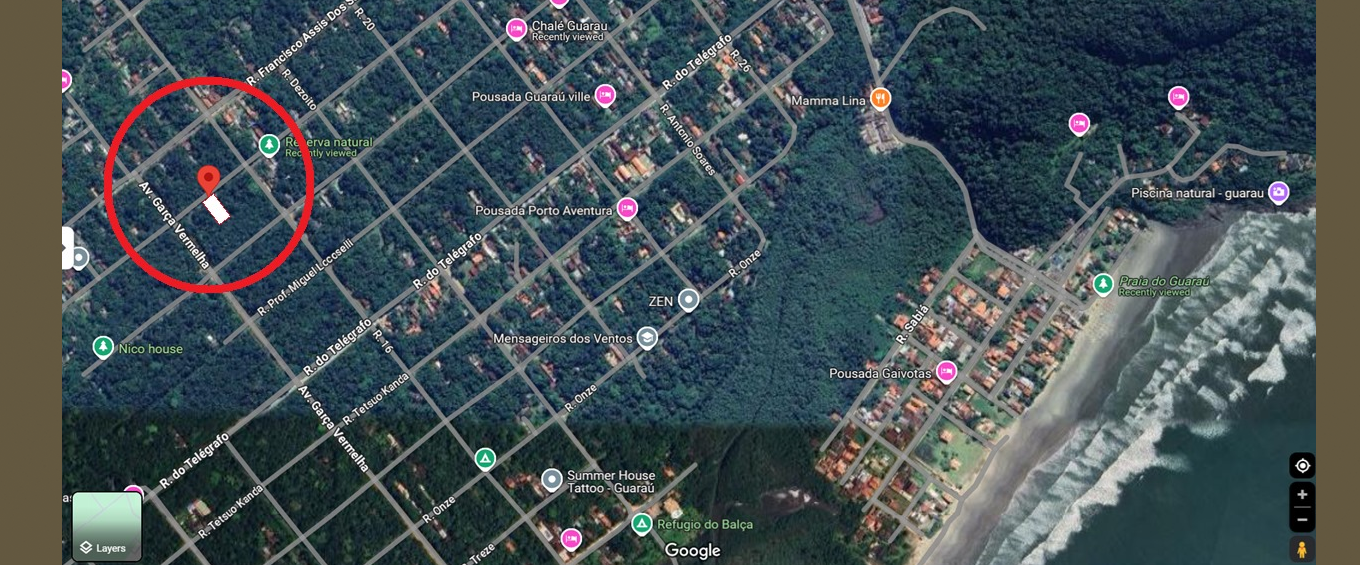 R. Francisco Assis Dos S
R. 20
Chalé Guarau
Recently viewed
R. Dezoito
R. do Telégrafo
R. 26
Pousada Guaraú ville
Mamma Lina
R. Antonio Soares
Reserva natural
Recently viewed
Av. Garça Vermelha
Piscina natural - guarau
Pousada Porto Aventura
R. do Telégrafo
R. Onze
R. Prof. Miguel Lccoselli
Praia do Guaraú
Recently viewed
ZEN
R. Sabiá
Mensageiros dos Ventos
R. do Telégrafo
R. 16
Nico house
Pousada Gaivotas
R. Tetsuo Kanda
R. Onze
Av. Garça Vermelha
R. do Telégrafo
Summer House
Tattoo - Guaraú
as
R. Tetsuo Kanda
R. Onze
Refugio do Balça
Layers
Google
R. Treze